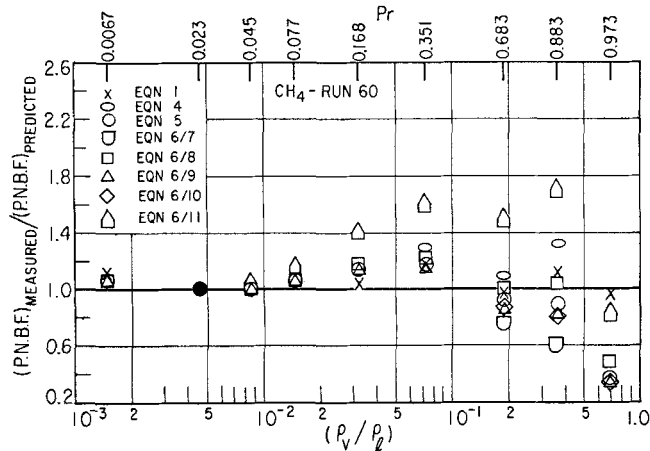 Pr
0.0067 0.023 0.045 0.077 0.168 0.351 0.683 0.883 0.973
2.6
2.2
1.8
1.4
1.0
0.6
0.2
(P.N.B.F.)MEASURED/(P.N.B.F.)PREDICTED
CH₄-RUN 60
EQN 1
EQN 4
EQN 5
EQN 6/7
EQN 6/8
EQN 6/9
EQN 6/10
EQN 6/11
10⁻³ 5 10⁻² 5 10⁻¹ 2 5 1.0
(ρᵥ/ρℓ)